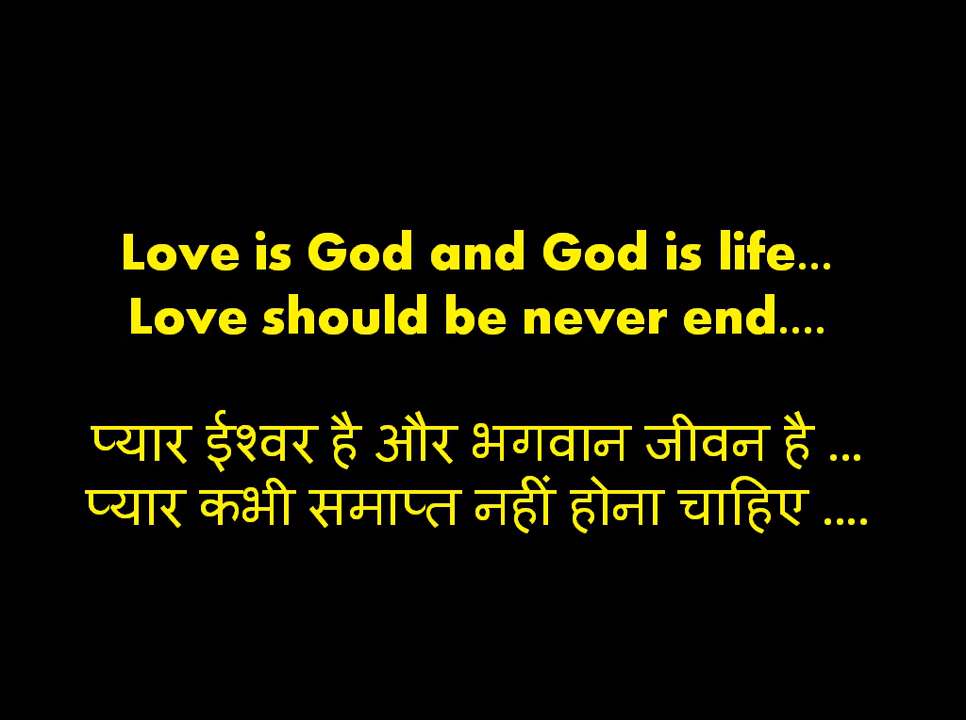 Love is God and God is life...
Love should be never end....
प्यार ईश्वर है और भगवान जीवन है ...
प्यार कभी समाप्त नहीं होना चाहिए ....